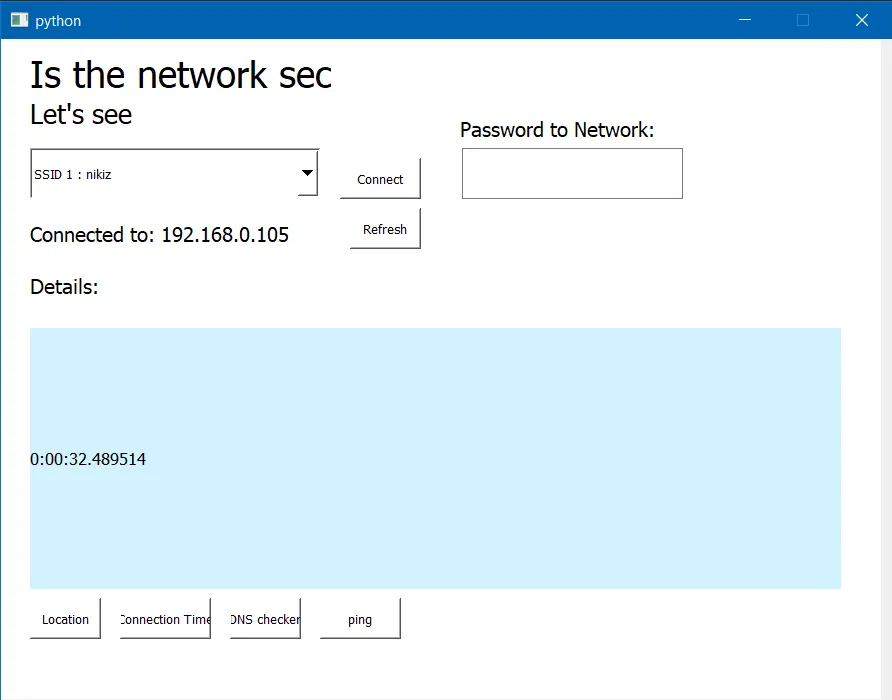 python
Is the network sec
Let's see
Password to Network:
SSID 1 : nikiz
Connect
Connected to: 192.168.0.105
Refresh
Details:
0:00:32.489514
Location
Connection Time
DNS checker
ping